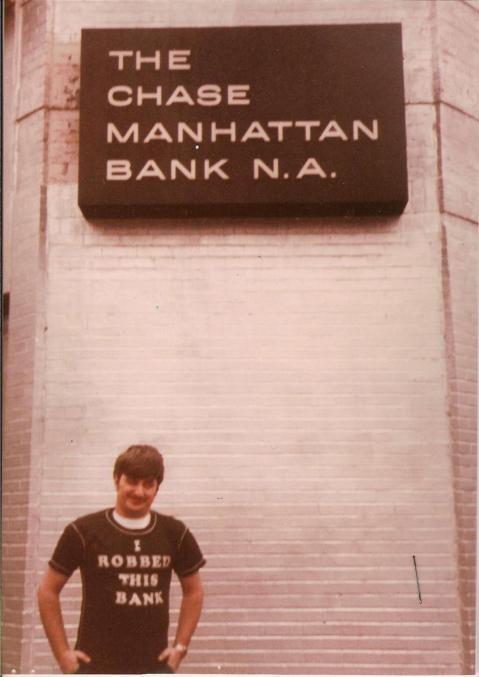 THE
CHASE
MANHATTAN
BANK N.A.
I
ROBBED
THIS
BANK